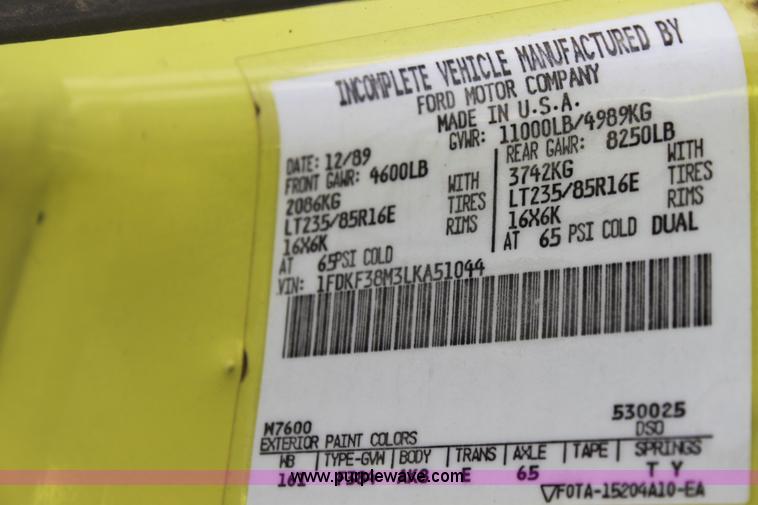 INCOMPLETE VEHICLE MANUFACTURED BY
FORD MOTOR COMPANY
MADE IN U.S.A.
DATE: 12/89 GVWR: 11000LB/4989KG
FRONT GAWR: 4600LB REAR GAWR: 8250LB
2086KG WITH 3742KG WITH
LT235/85R16E TIRES LT235/85R16E TIRES
16X6K RIMS 16X6K RIMS
AT 65PSI COLD AT 65 PSI COLD DUAL
VIN: 1FDKF38M3LKA51044
M7600 530025
EXTERIOR PAINT COLORS DSO
WB | TYPE-GVW | BODY | TRANS | AXLE | TAPE | SPRINGS
161 E 65 T Y
www.purplewave.com
F0TA-15204A10-EA